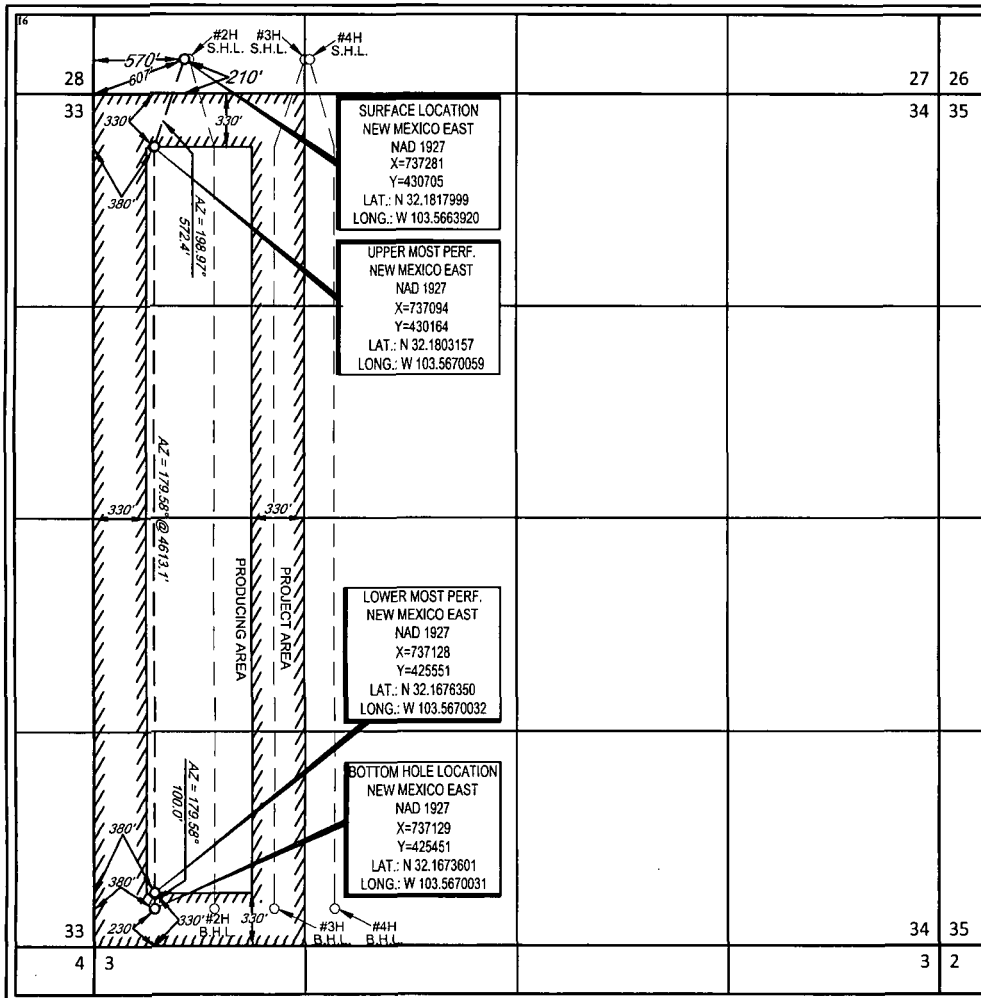 16
#2H
S.H.L.
#3H
S.H.L.
#4H
S.H.L.
570'
607'
210'
28
27
26
33
34
35
330'
330'
380'
SURFACE LOCATION
NEW MEXICO EAST
NAD 1927
X=737281
Y=430705
LAT.: N 32.1817999
LONG.: W 103.5663920
AZ = 198.97°
572.4'
UPPER MOST PERF.
NEW MEXICO EAST
NAD 1927
X=737094
Y=430164
LAT.: N 32.1803157
LONG.: W 103.5670059
AZ = 179.58° @ 4613.1'
330'
330'
PRODUCING AREA
PROJECT AREA
LOWER MOST PERF.
NEW MEXICO EAST
NAD 1927
X=737128
Y=425551
LAT.: N 32.1676350
LONG.: W 103.5670032
AZ = 179.58°
100.0'
BOTTOM HOLE LOCATION
NEW MEXICO EAST
NAD 1927
X=737129
Y=425451
LAT.: N 32.1673601
LONG.: W 103.5670031
380'
380'
230'
330'
#2H
B.H.L.
330'
#3H
B.H.L.
#4H
B.H.L.
33
34
35
4
3
3
2